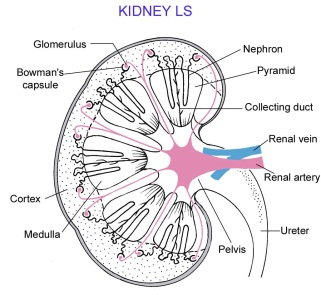 KIDNEY LS
Glomerulus
Nephron
Bowman's
capsule
Pyramid
Collecting duct
Renal vein
Renal artery
Cortex
Medulla
Pelvis
Ureter